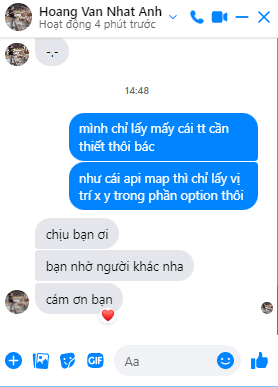 Hoang Van Nhat Anh
Hoạt động 4 phút trước
-.-
14:48
mình chỉ lấy mấy cái tt cần
thiết thôi bác
như cái api map thì chỉ lấy vị
trí x y trong phần option thôi
chịu bạn ơi
bạn nhờ người khác nha
cám ơn bạn
GIF
Aa